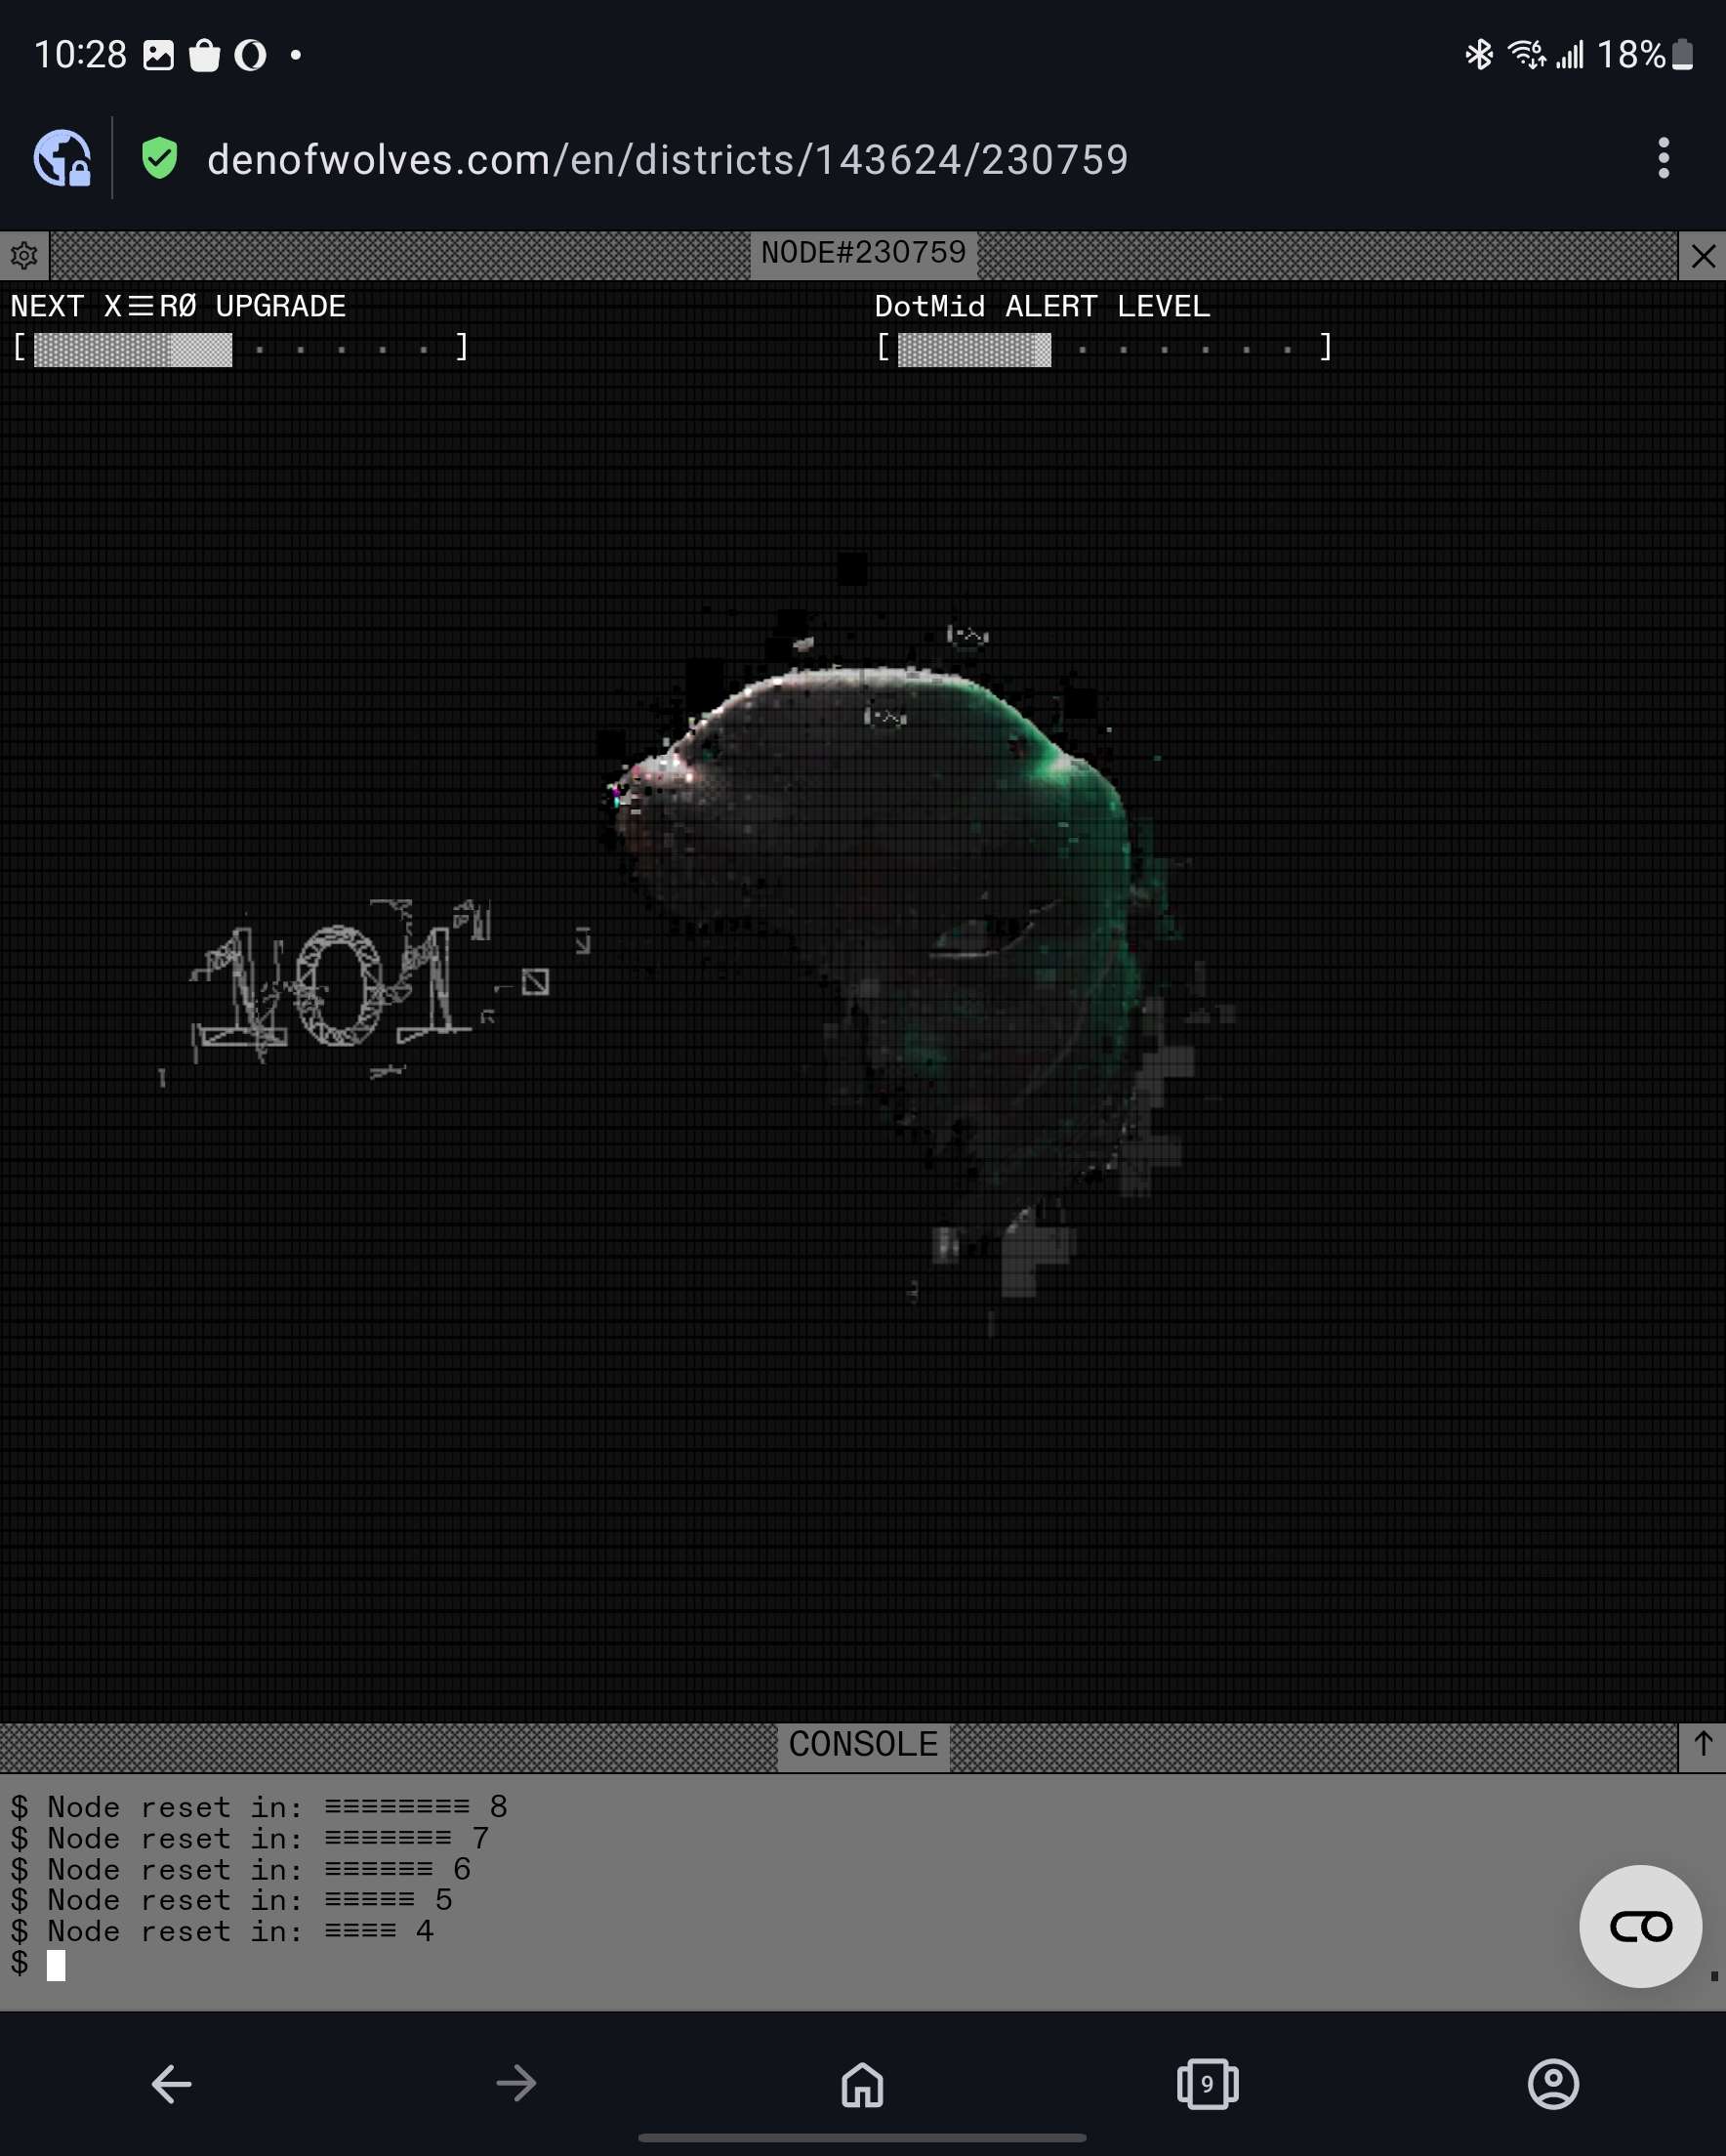 10:28
18%
denofwolves.com/en/districts/143624/230759
NODE#230759
NEXT X☰RØ UPGRADE
DotMid ALERT LEVEL
[ · · · · · ]
[ · · · · · · ]
101
CONSOLE
$ Node reset in: ≡≡≡≡≡≡≡≡ 8
$ Node reset in: ≡≡≡≡≡≡≡ 7
$ Node reset in: ≡≡≡≡≡≡ 6
$ Node reset in: ≡≡≡≡≡ 5
$ Node reset in: ≡≡≡≡ 4
$
9